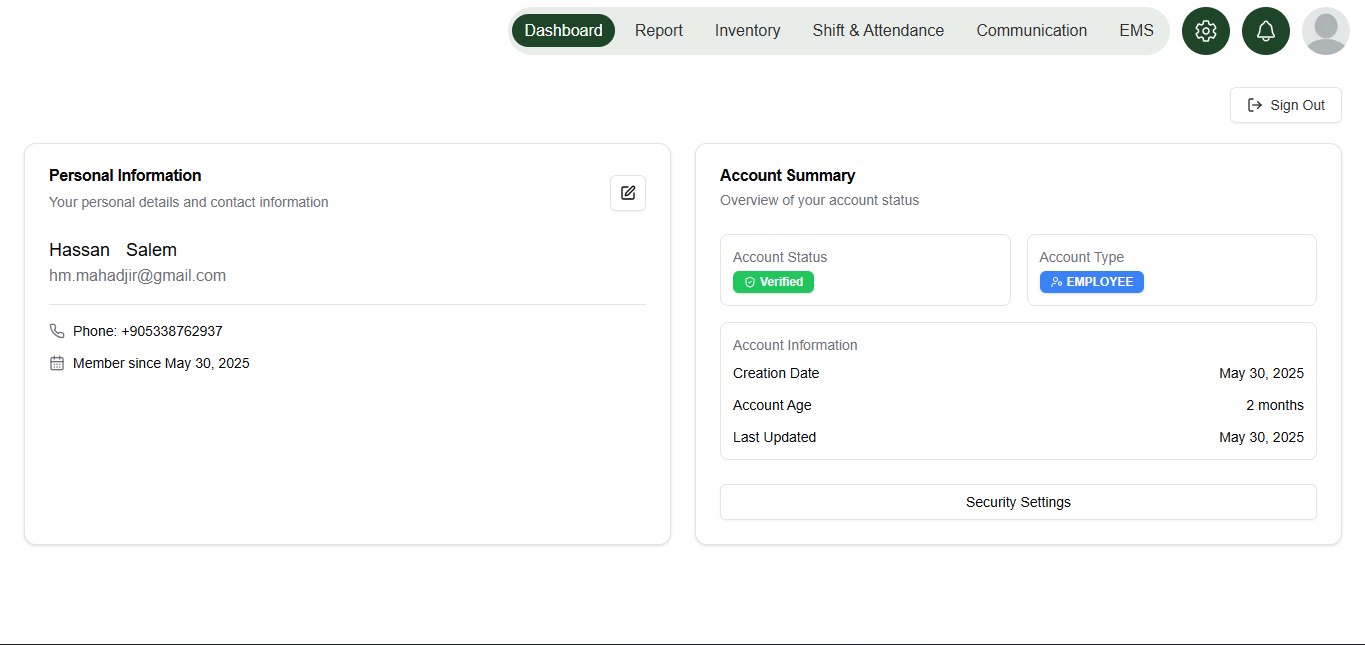 Dashboard Report Inventory Shift & Attendance Communication EMS
Sign Out
Personal Information
Your personal details and contact information
Hassan Salem
hm.mahadjir@gmail.com
Phone: +905338762937
Member since May 30, 2025
Account Summary
Overview of your account status
Account Status
Verified
Account Type
EMPLOYEE
Account Information
Creation Date May 30, 2025
Account Age 2 months
Last Updated May 30, 2025
Security Settings